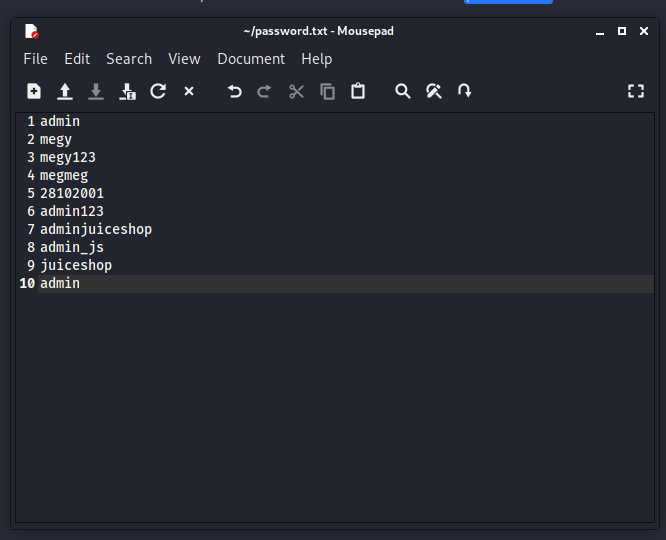 ~/password.txt - Mousepad
File Edit Search View Document Help
1 admin
2 megy
3 megy123
4 megmeg
5 28102001
6 admin123
7 adminjuiceshop
8 admin_js
9 juiceshop
10 admin